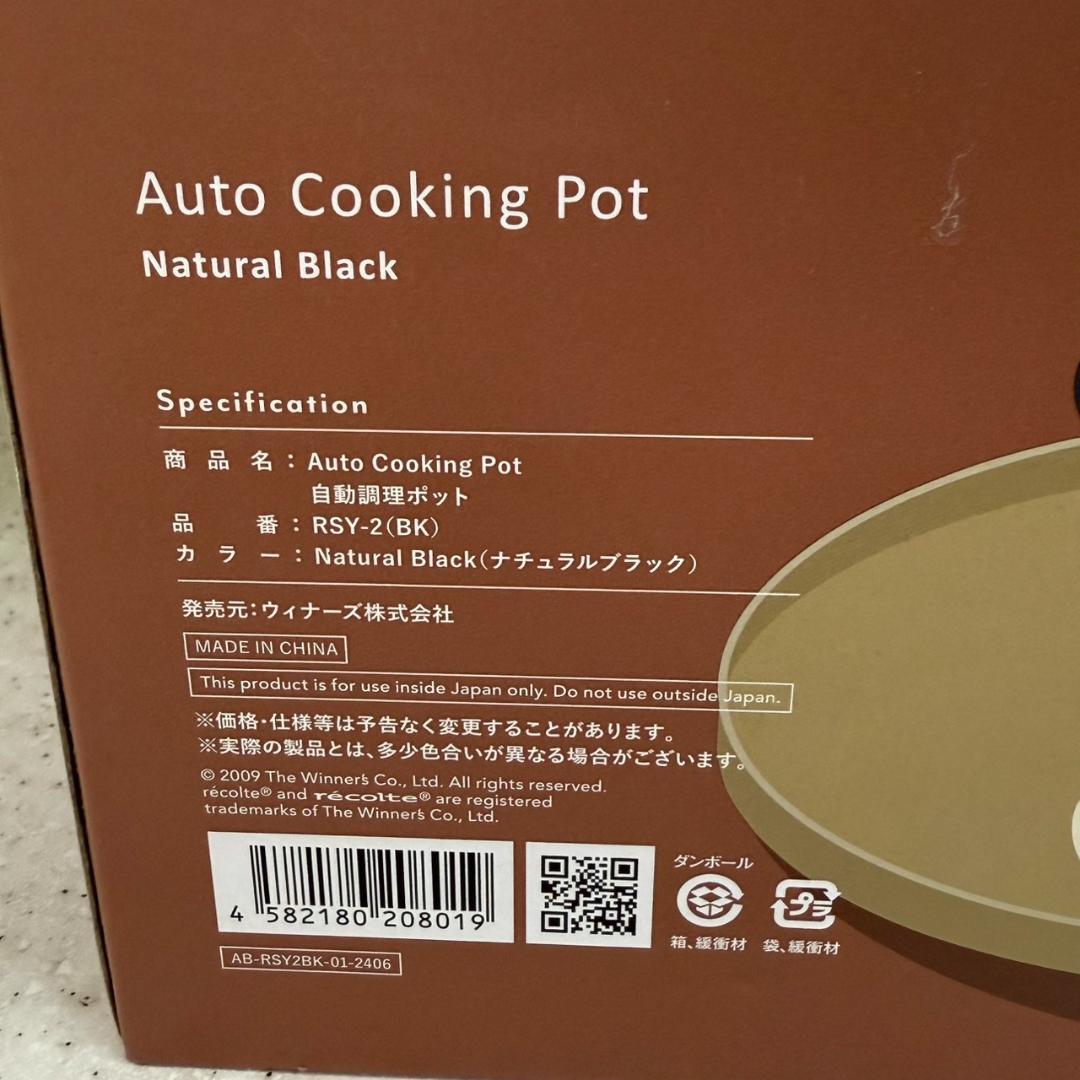 Auto Cooking Pot
Natural Black
Specification
商品名：Auto Cooking Pot
自動調理ポット
品番：RSY-2（BK）
カラー：Natural Black（ナチュラルブラック）
発売元：ウィナーズ株式会社
MADE IN CHINA
This product is for use inside Japan only. Do not use outside Japan.
※価格・仕様等は予告なく変更することがあります。
※実際の製品とは、多少色合いが異なる場合がございます。
© 2009 The Winner's Co., Ltd. All rights reserved.
récolte® and récolte® are registered
trademarks of The Winner's Co., Ltd.
4 582180 208019
ダンボール
プラ
箱、緩衝材 袋、緩衝材
AB-RSY2BK-01-2406